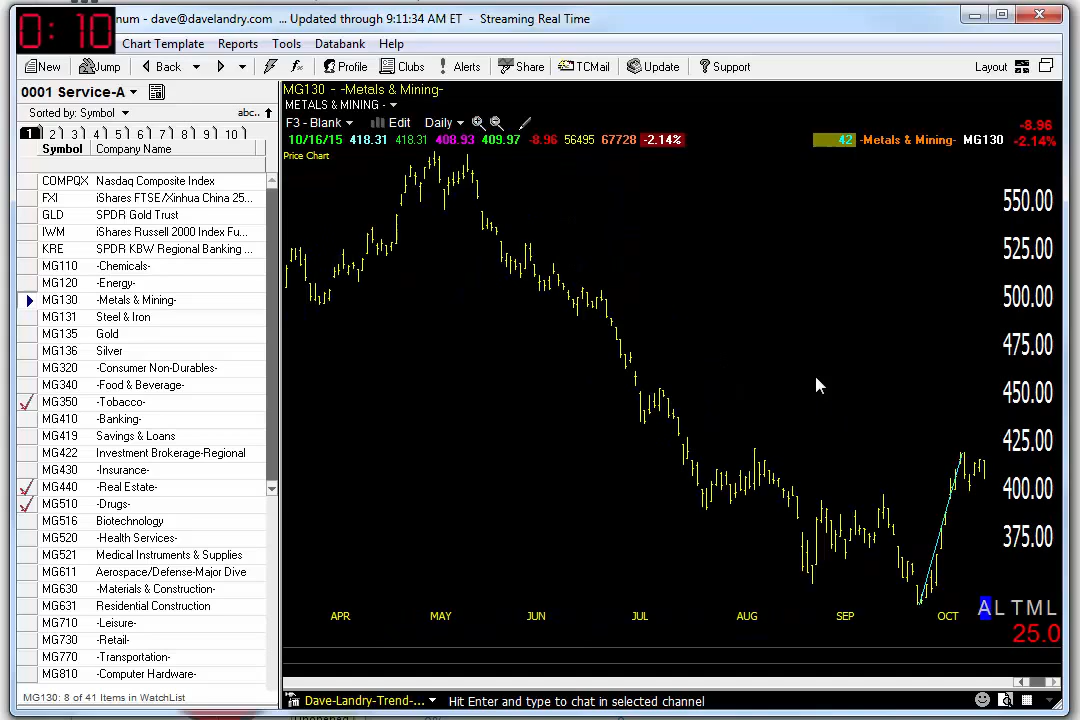 0:10
num - dave@davelandry.com ... Updated through 9:11:34 AM ET - Streaming Real Time
Chart Template Reports Tools Database Help
New Jump Back Profile Clubs Alerts Share TCMail Update Support Layout
0001 Service-A
Sorted by: Symbol abc..
1 2 3 4 5 6 7 8 9 10
Symbol Company Name
COMPQX Nasdaq Composite Index
FXI iShares FTSE/Xinhua China 25...
GLD SPDR Gold Trust
IWM iShares Russell 2000 Index Fu...
KRE SPDR KBW Regional Banking ...
MG110 -Chemicals-
MG120 -Energy-
MG130 -Metals & Mining-
MG131 Steel & Iron
MG135 Gold
MG136 Silver
MG320 -Consumer Non-Durables-
MG340 -Food & Beverage-
MG350 -Tobacco-
MG410 -Banking-
MG419 Savings & Loans
MG422 Investment Brokerage-Regional
MG430 -Insurance-
MG440 -Real Estate-
MG510 -Drugs-
MG516 Biotechnology
MG520 -Health Services-
MG521 Medical Instruments & Supplies
MG611 Aerospace/Defense-Major Dive
MG630 -Materials & Construction-
MG631 Residential Construction
MG710 -Leisure-
MG730 -Retail-
MG770 -Transportation-
MG810 -Computer Hardware-
MG130: 8 of 41 Items in WatchList
MG130 - -Metals & Mining-
METALS & MINING -
F3 - Blank Edit Daily
10/16/15 418.31 418.31 408.93 409.97 -8.96 56495 67728 -2.14%
42 -Metals & Mining- MG130
-8.96
-2.14%
Price Chart
550.00
525.00
500.00
475.00
450.00
425.00
400.00
375.00
APR MAY JUN JUL AUG SEP OCT
A L T M L
25.0
Dave-Landry-Trend-... Hit Enter and type to chat in selected channel